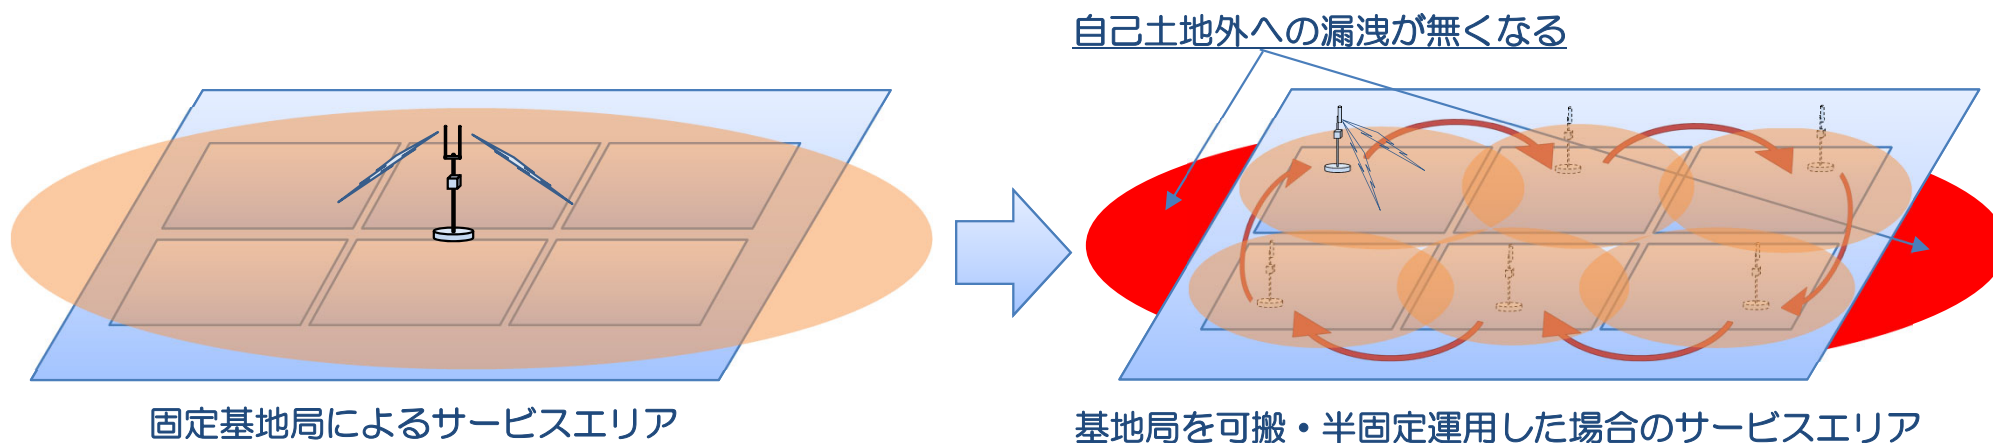 自己土地外への漏洩が無くなる
固定基地局によるサービスエリア
基地局を可搬・半固定運用した場合のサービスエリア